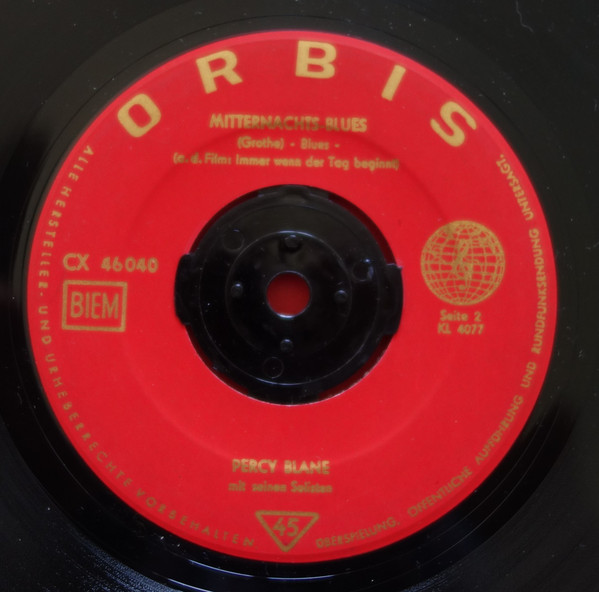 ORBIS
MITTERNACHTS-BLUES
(Grothe) - Blues -
(a. d. Film: Immer wenn der Tag beginnt)
CX 46040
BIEM
Seite 2
KL 4077
PERCY BLANE
mit seinen Solisten
45
ALLE HERSTELLER- UND URHEBERRECHTE VORBEHALTEN
ÜBERSPIELUNG, ÖFFENTLICHE AUFFÜHRUNG UND RUNDFUNKSENDUNG UNTERSAGT.